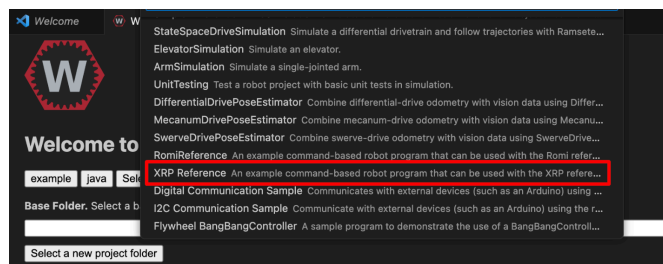 Welcome
W
StateSpaceDriveSimulation Simulate a differential drivetrain and follow trajectories with Ramsete...
ElevatorSimulation Simulate an elevator.
ArmSimulation Simulate a single-jointed arm.
UnitTesting Test a robot project with basic unit tests in simulation.
DifferentialDrivePoseEstimator Combine differential-drive odometry with vision data using Differ...
MecanumDrivePoseEstimator Combine mecanum-drive odometry with vision data using Mecanu...
SwerveDrivePoseEstimator Combine swerve-drive odometry with vision data using SwerveDrive...
RomiReference An example command-based robot program that can be used with the Romi refer...
XRP Reference An example command-based robot program that can be used with the XRP refere...
Digital Communication Sample Communicates with external devices (such as an Arduino) using ...
I2C Communication Sample Communicate with external devices (such as an Arduino) using the r...
Flywheel BangBangController A sample program to demonstrate the use of a BangBangControll...
W
Welcome to
example java Sel
Base Folder. Select a b
Select a new project folder